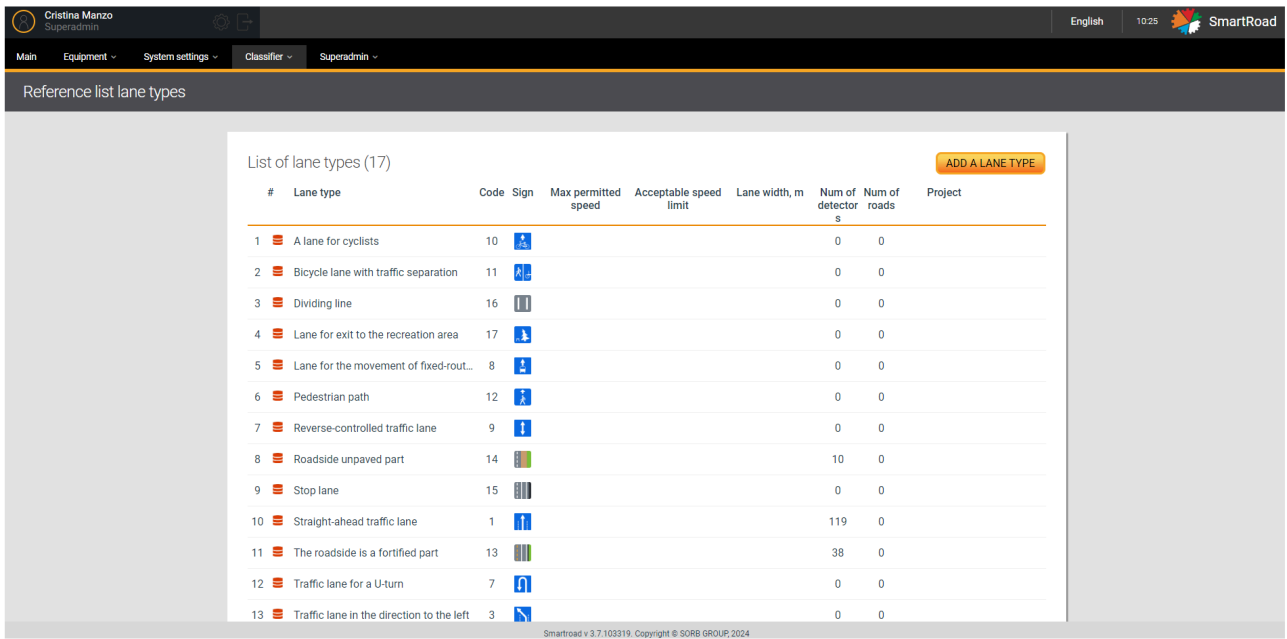 Cristina Manzo
Superadmin
English 10:25 SmartRoad
Main Equipment System settings Classifier Superadmin
Reference list lane types
List of lane types (17) ADD A LANE TYPE
# Lane type Code Sign Max permitted speed Acceptable speed limit Lane width, m Num of detector s Num of roads Project
1 A lane for cyclists 10 0 0
2 Bicycle lane with traffic separation 11 0 0
3 Dividing line 16 0 0
4 Lane for exit to the recreation area 17 0 0
5 Lane for the movement of fixed-rout... 8 0 0
6 Pedestrian path 12 0 0
7 Reverse-controlled traffic lane 9 0 0
8 Roadside unpaved part 14 10 0
9 Stop lane 15 0 0
10 Straight-ahead traffic lane 1 119 0
11 The roadside is a fortified part 13 38 0
12 Traffic lane for a U-turn 7 0 0
13 Traffic lane in the direction to the left 3 0 0
Smartroad v 3.7.103319. Copyright © SORB GROUP, 2024